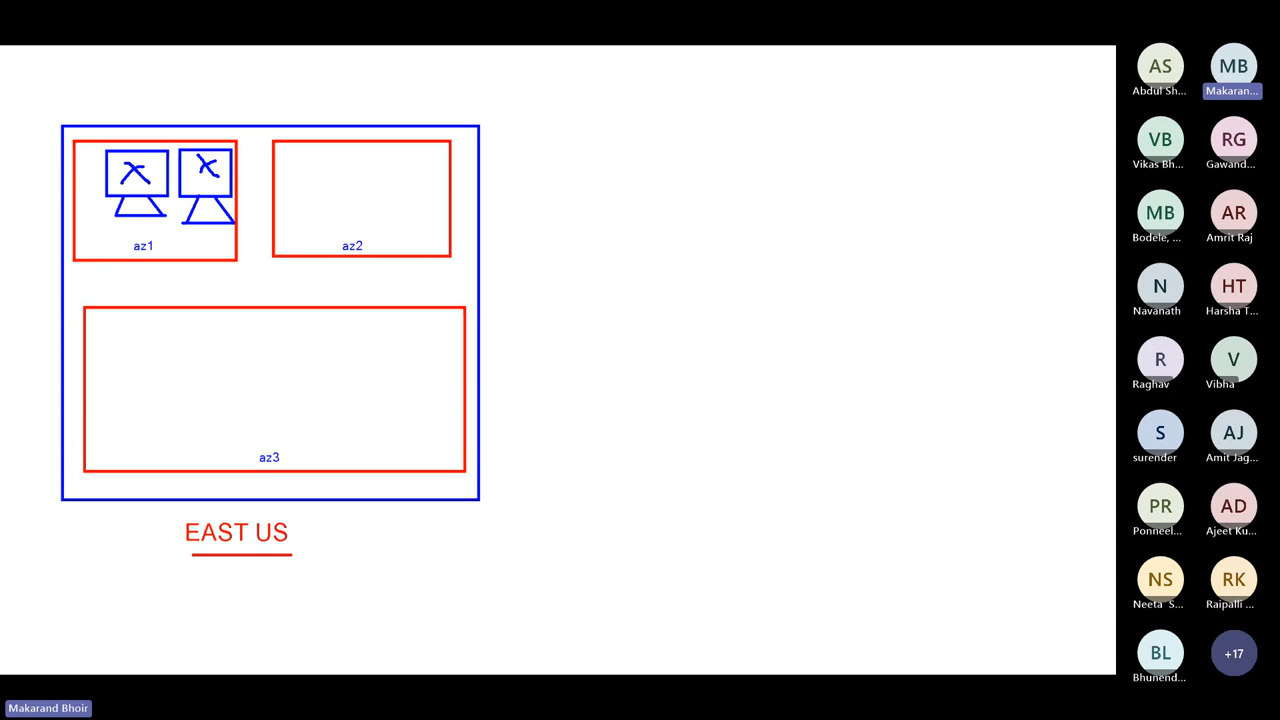 az1
az2
az3
EAST US
AS
Abdul Sh...
MB
Makaran...
VB
Vikas Bh...
RG
Gawand...
MB
Bodele, ...
AR
Amrit Raj
N
Navanath
HT
Harsha T...
R
Raghav
V
Vibha
S
surender
AJ
Amit Jag...
PR
Ponneel...
AD
Ajeet Ku...
NS
Neeta S...
RK
Raipalli ...
BL
Bhunend...
+17
Makarand Bhoir